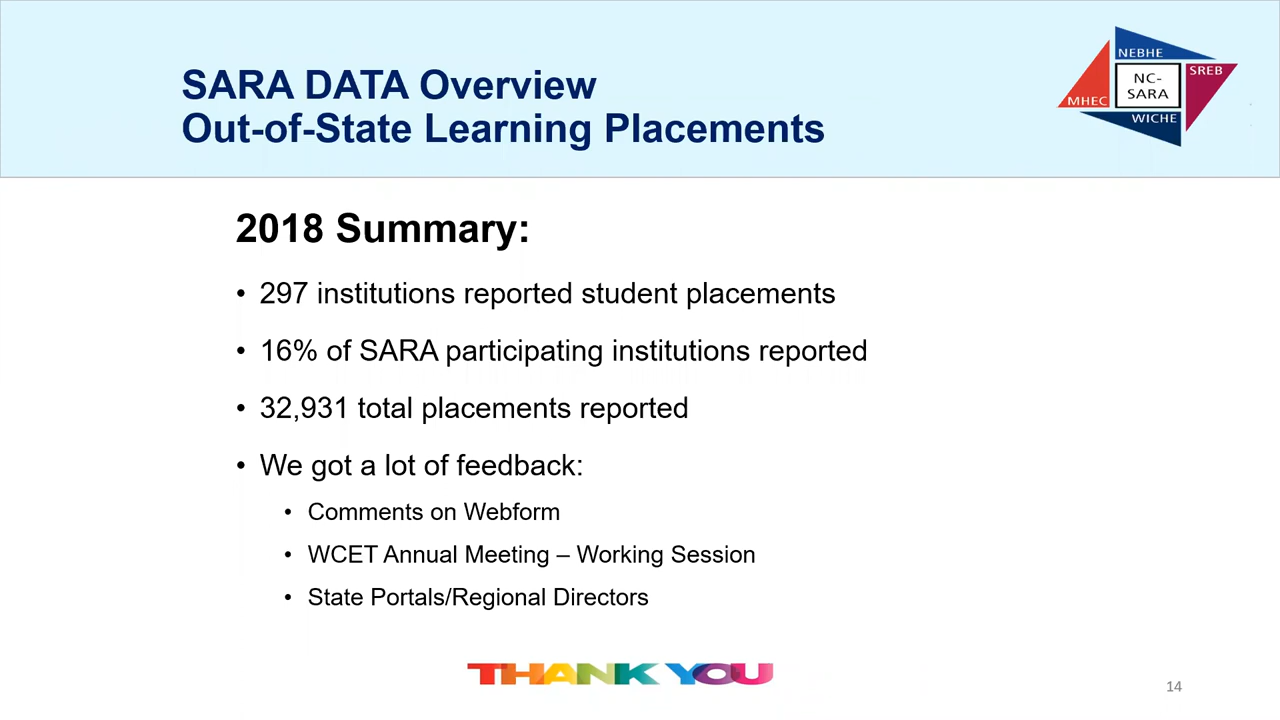 SARA DATA Overview
Out-of-State Learning Placements
NEBHE
SREB
NC-
SARA
MHEC
WICHE
2018 Summary:
• 297 institutions reported student placements
• 16% of SARA participating institutions reported
• 32,931 total placements reported
• We got a lot of feedback:
• Comments on Webform
• WCET Annual Meeting – Working Session
• State Portals/Regional Directors
THANK YOU
14